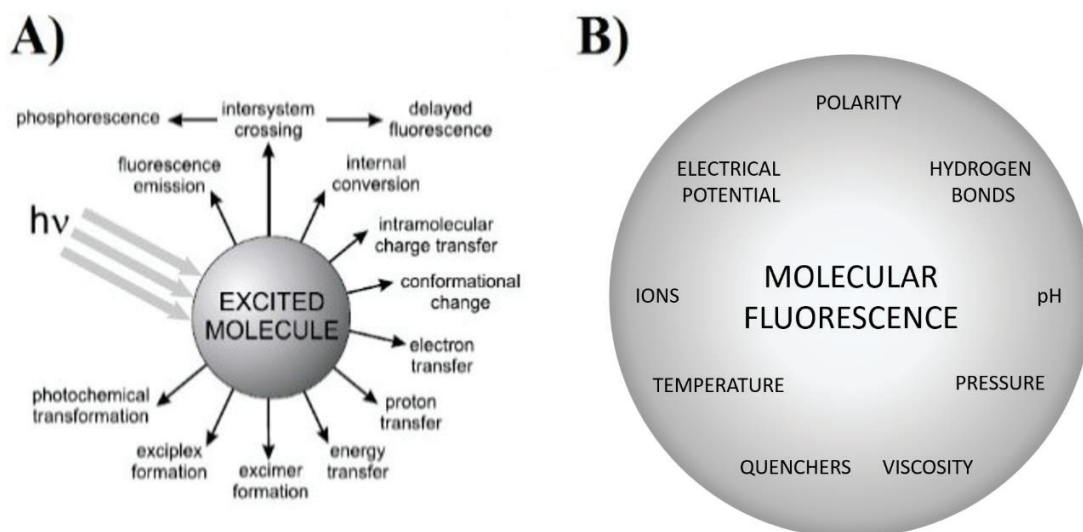 A)
phosphorescence
intersystem
crossing
delayed
fluorescence
fluorescence
emission
internal
conversion
hν
intramolecular
charge transfer
conformational
change
EXCITED
MOLECULE
electron
transfer
photochemical
transformation
proton
transfer
exciplex
formation
excimer
formation
energy
transfer
B)
POLARITY
ELECTRICAL
POTENTIAL
HYDROGEN
BONDS
IONS
MOLECULAR
FLUORESCENCE
pH
TEMPERATURE
PRESSURE
QUENCHERS
VISCOSITY